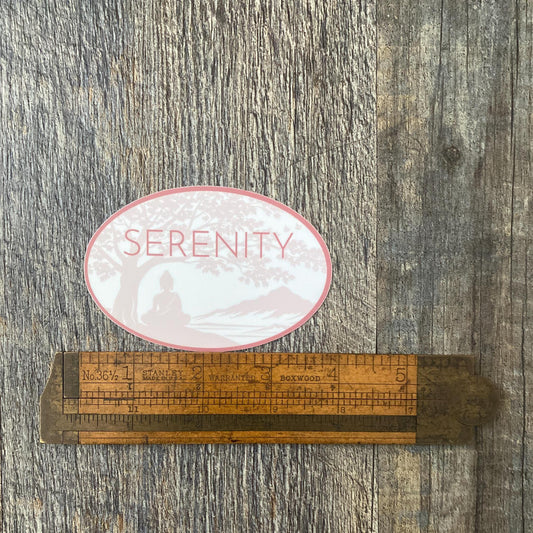 SERENITY
No. 36½ 1 STANLEY 2 WARRANTED 3 BOXWOOD 4 5
11 10 9 8 7